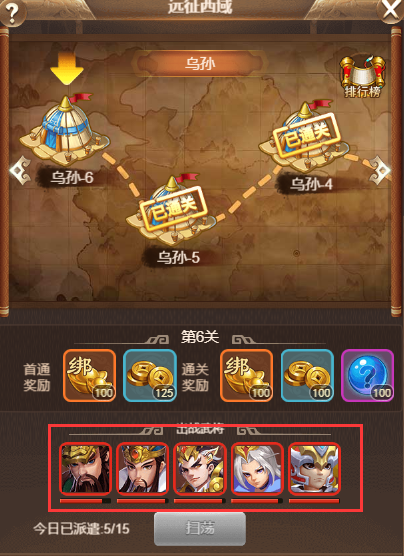 ?
远征西域
X
乌孙
排行榜
乌孙-6
已通关
乌孙-4
已通关
乌孙-5
第6关
首通
奖励
绑
100
125
通关
奖励
绑
100
100
?
100
出战武将
今日已派遣:5/15
扫荡